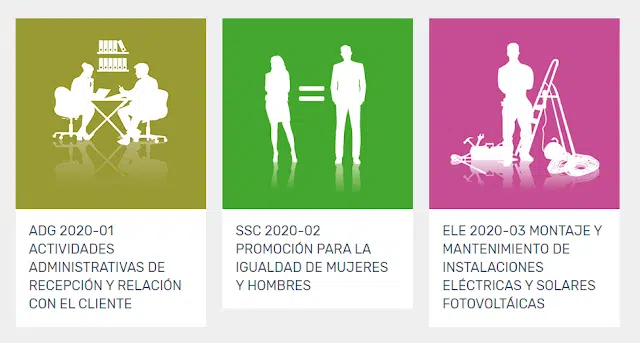 ADG 2020-01
ACTIVIDADES
ADMINISTRATIVAS DE
RECEPCIÓN Y RELACIÓN
CON EL CLIENTE
SSC 2020-02
PROMOCIÓN PARA LA
IGUALDAD DE MUJERES
Y HOMBRES
ELE 2020-03 MONTAJE Y
MANTENIMIENTO DE
INSTALACIONES
ELÉCTRICAS Y SOLARES
FOTOVOLTÁICAS